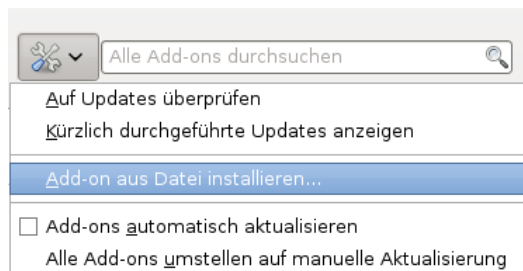 Alle Add-ons durchsuchen
Auf Updates überprüfen
Kürzlich durchgeführte Updates anzeigen
Add-on aus Datei installieren...
Add-ons automatisch aktualisieren
Alle Add-ons umstellen auf manuelle Aktualisierung